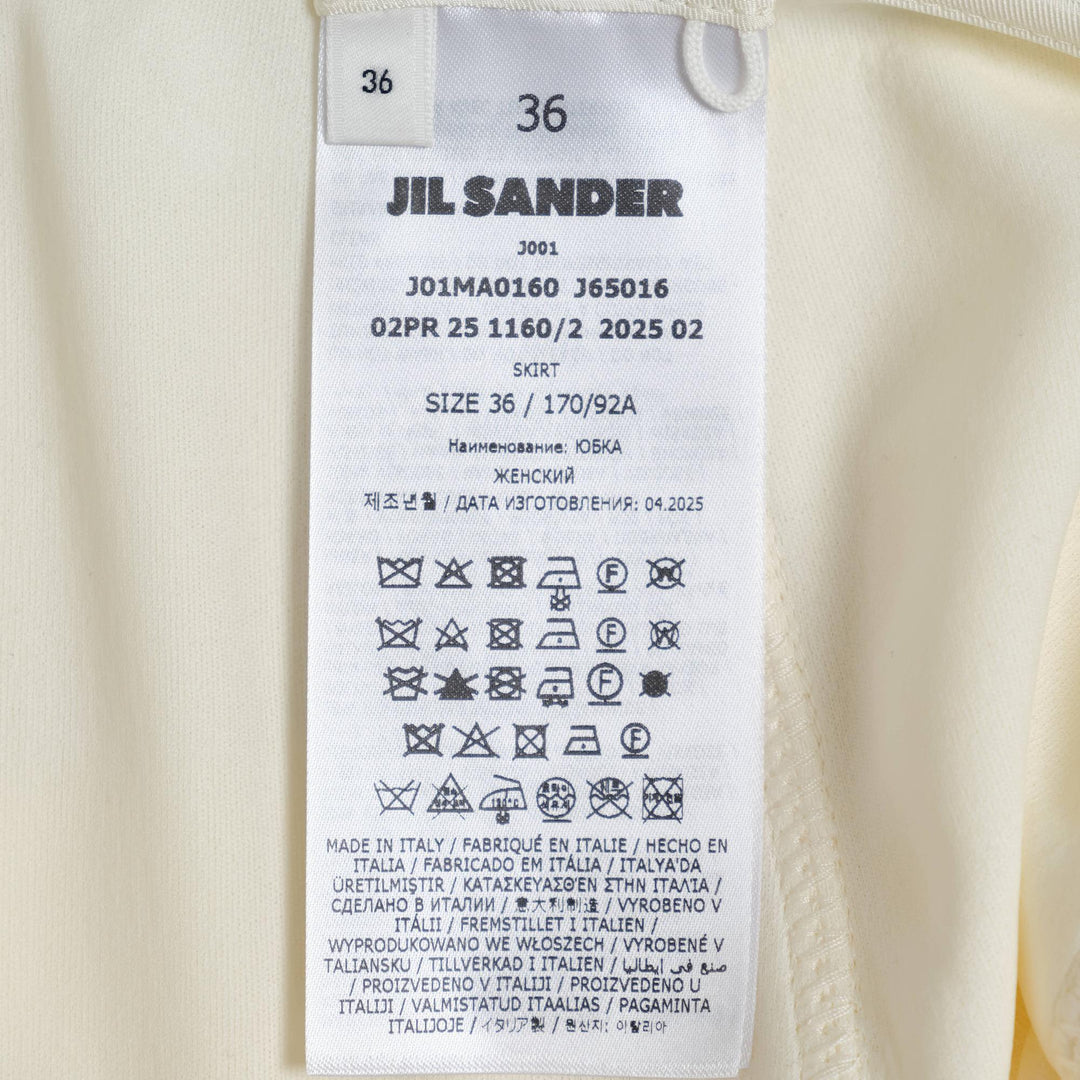 36
36
JIL SANDER
J001
J01MA0160 J65016
02PR 25 1160/2 2025 02
SKIRT
SIZE 36 / 170/92A
Наименование: ЮБКА
ЖЕНСКИЙ
제조년월 / ДАТА ИЗГОТОВЛЕНИЯ: 04.2025
F W
F W
F
F
MADE IN ITALY / FABRIQUÉ EN ITALIE / HECHO EN
ITALIA / FABRICADO EM ITÁLIA / ITALYA'DA
ÜRETILMIŞTIR / ΚΑΤΑΣΚΕΥΑΣΘΈΝ ΣΤΗΝ ΙΤΑΛΊΑ /
СДЕЛАНО В ИТАЛИИ / 意大利制造 / VYROBENO V
ITÁLII / FREMSTILLET I ITALIEN /
WYPRODUKOWANO WE WŁOSZECH / VYROBENÉ V
TALIANSKU / TILLVERKAD I ITALIEN / صنع في ايطاليا
/ PROIZVEDENO V ITALIJI / PROIZVEDENO U
ITALIJI / VALMISTATUD ITAALIAS / PAGAMINTA
ITALIJOJE / イタリア製 / 원산지: 이탈리아